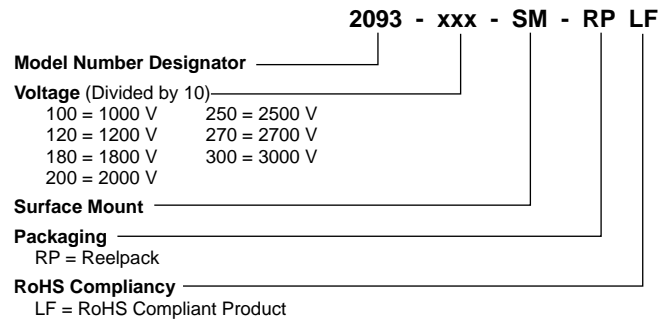 2093 - xxx - SM - RP LF
Model Number Designator
Voltage (Divided by 10)
100 = 1000 V 250 = 2500 V
120 = 1200 V 270 = 2700 V
180 = 1800 V 300 = 3000 V
200 = 2000 V
Surface Mount
Packaging
RP = Reelpack
RoHS Compliancy
LF = RoHS Compliant Product